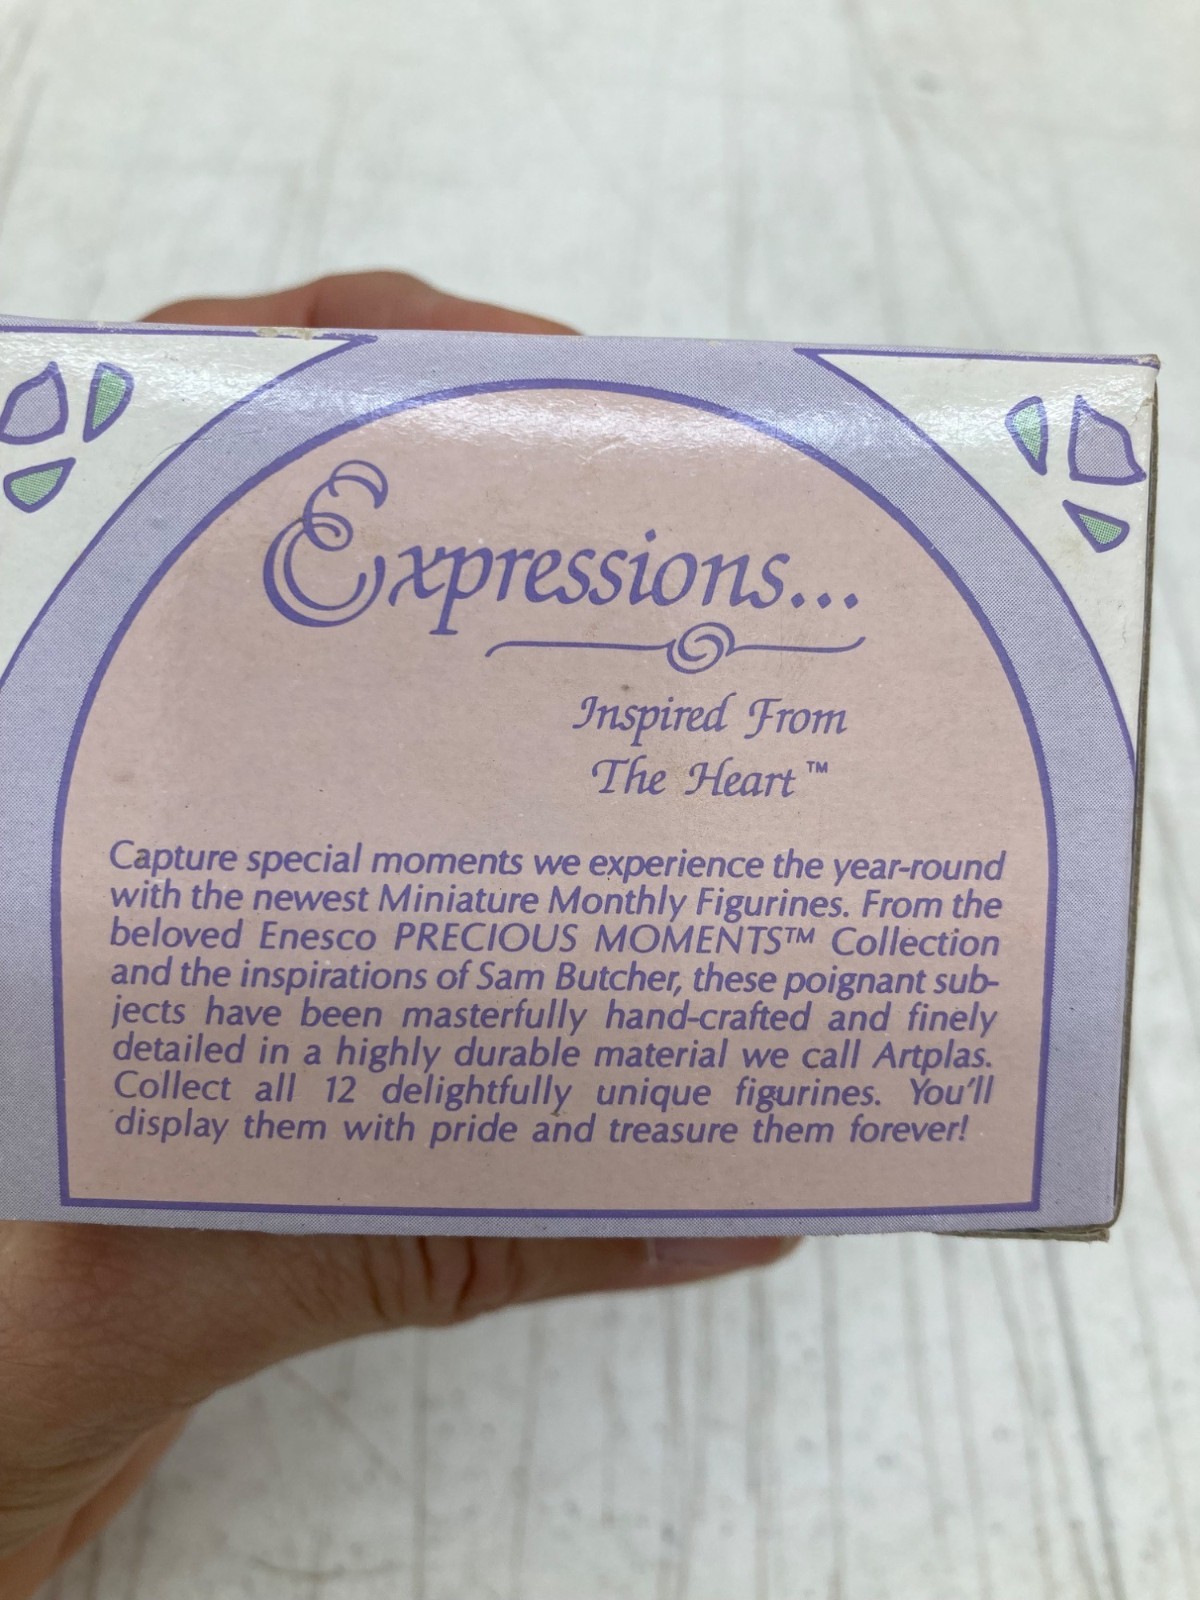 Expressions...
Inspired From
The Heart™
Capture special moments we experience the year-round
with the newest Miniature Monthly Figurines. From the
beloved Enesco PRECIOUS MOMENTS™ Collection
and the inspirations of Sam Butcher, these poignant sub-
jects have been masterfully hand-crafted and finely
detailed in a highly durable material we call Artplas.
Collect all 12 delightfully unique figurines. You'll
display them with pride and treasure them forever!